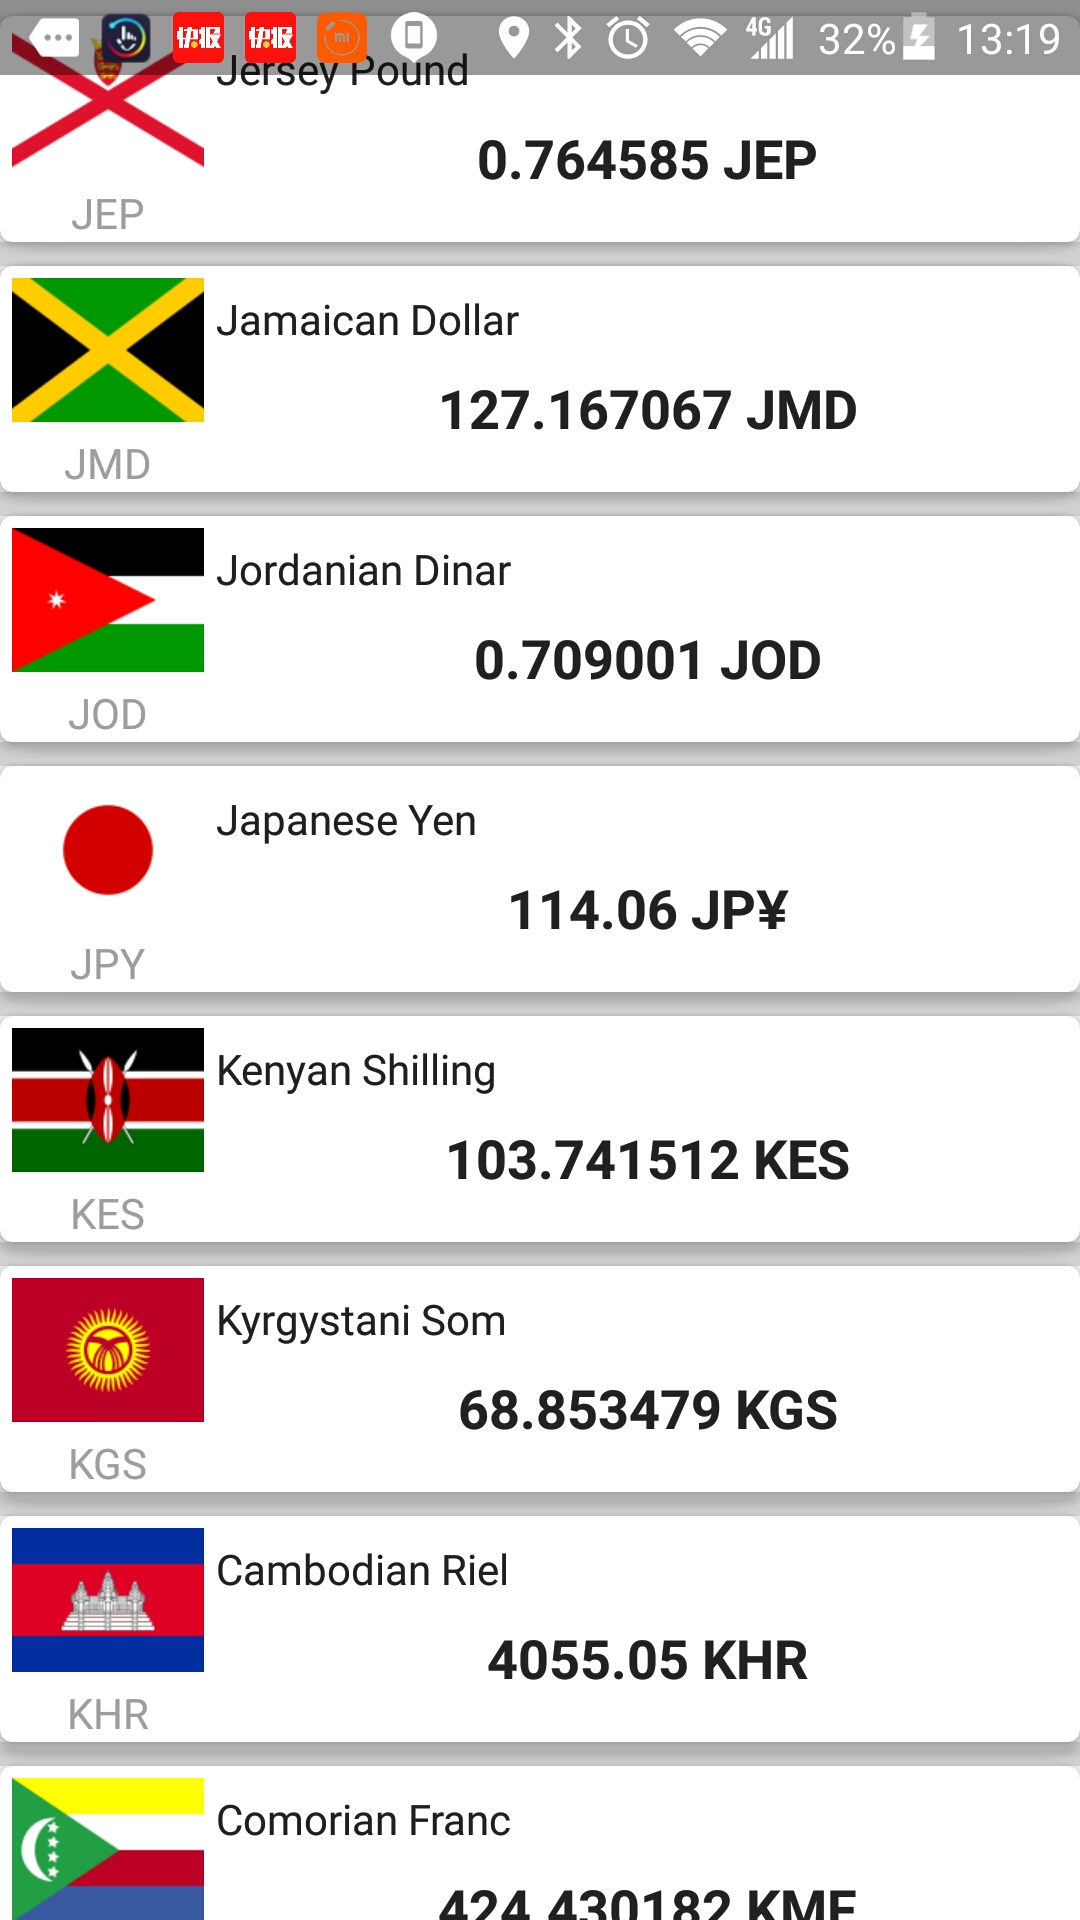 快报 快报 mi 4G 32% 13:19
Jersey Pound
0.764585 JEP
JEP
Jamaican Dollar
127.167067 JMD
JMD
Jordanian Dinar
0.709001 JOD
JOD
Japanese Yen
114.06 JP¥
JPY
Kenyan Shilling
103.741512 KES
KES
Kyrgystani Som
68.853479 KGS
KGS
Cambodian Riel
4055.05 KHR
KHR
Comorian Franc
424.430182 KMF